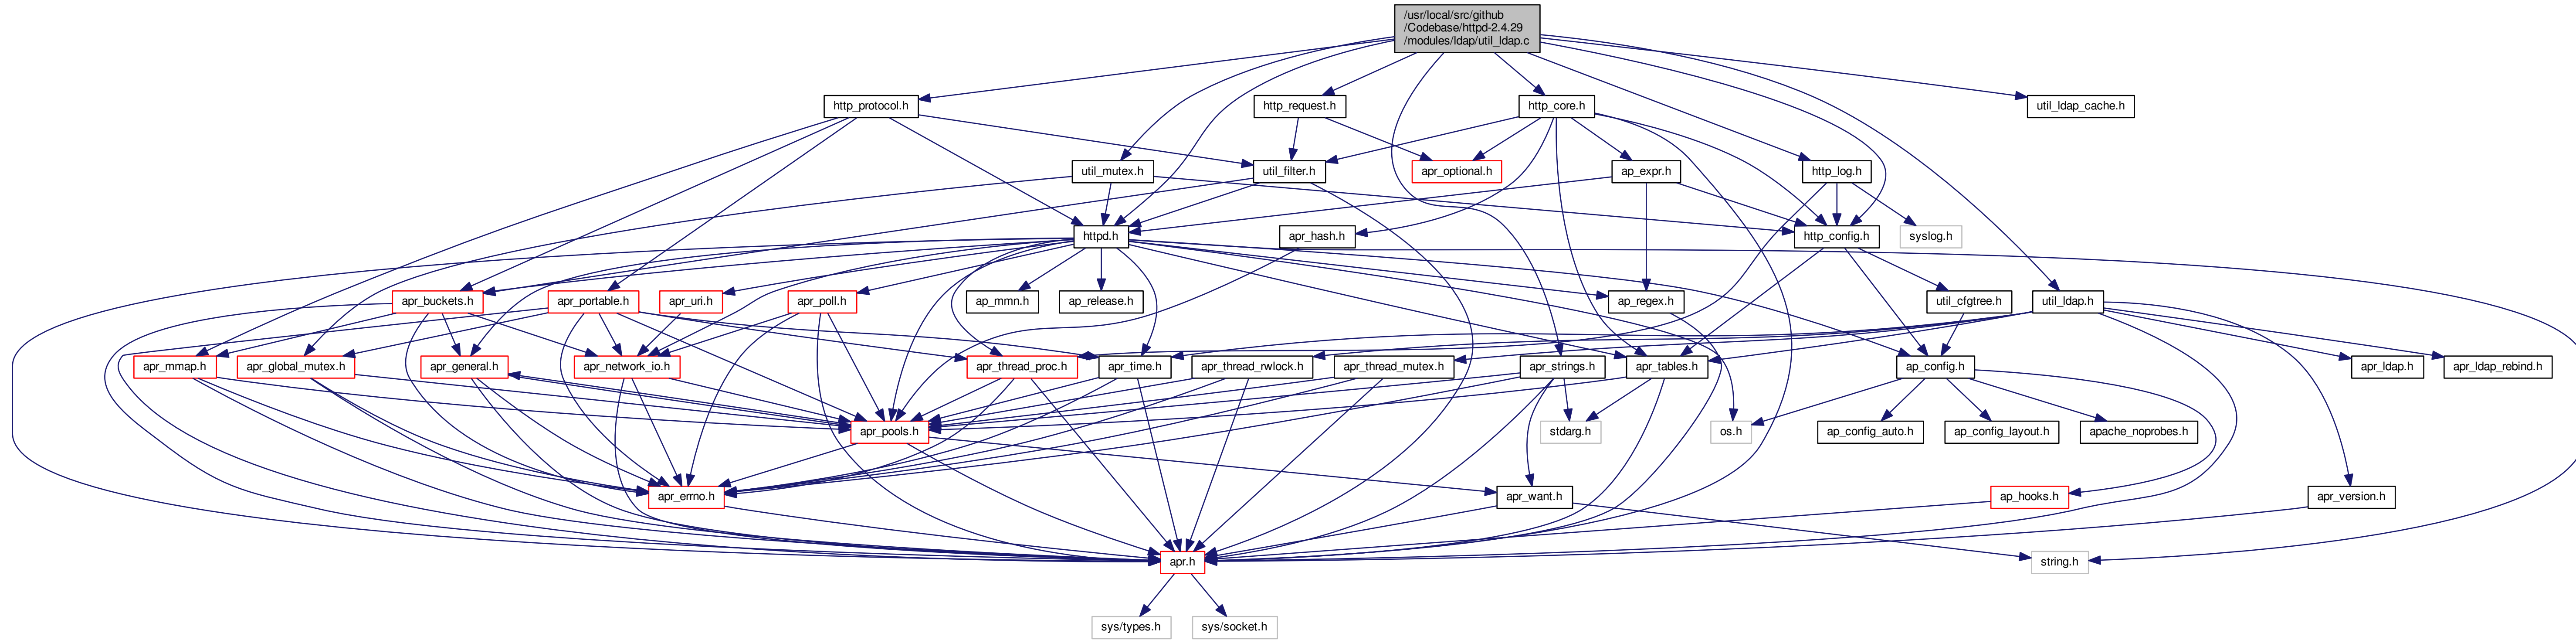 /usr/local/src/github
/Codebase/httpd-2.4.29
/modules/ldap/util_ldap.c
http_protocol.h
http_request.h
http_core.h
util_ldap_cache.h
util_mutex.h
util_filter.h
apr_optional.h
ap_expr.h
http_log.h
httpd.h
apr_hash.h
http_config.h
syslog.h
apr_buckets.h
apr_portable.h
apr_uri.h
apr_poll.h
ap_mmn.h
ap_release.h
ap_regex.h
util_cfgtree.h
util_ldap.h
apr_mmap.h
apr_global_mutex.h
apr_general.h
apr_network_io.h
apr_thread_proc.h
apr_time.h
apr_thread_rwlock.h
apr_thread_mutex.h
apr_strings.h
apr_tables.h
ap_config.h
apr_ldap.h
apr_ldap_rebind.h
apr_pools.h
stdarg.h
os.h
ap_config_auto.h
ap_config_layout.h
apache_noprobes.h
apr_errno.h
apr_want.h
ap_hooks.h
apr_version.h
apr.h
string.h
sys/types.h
sys/socket.h